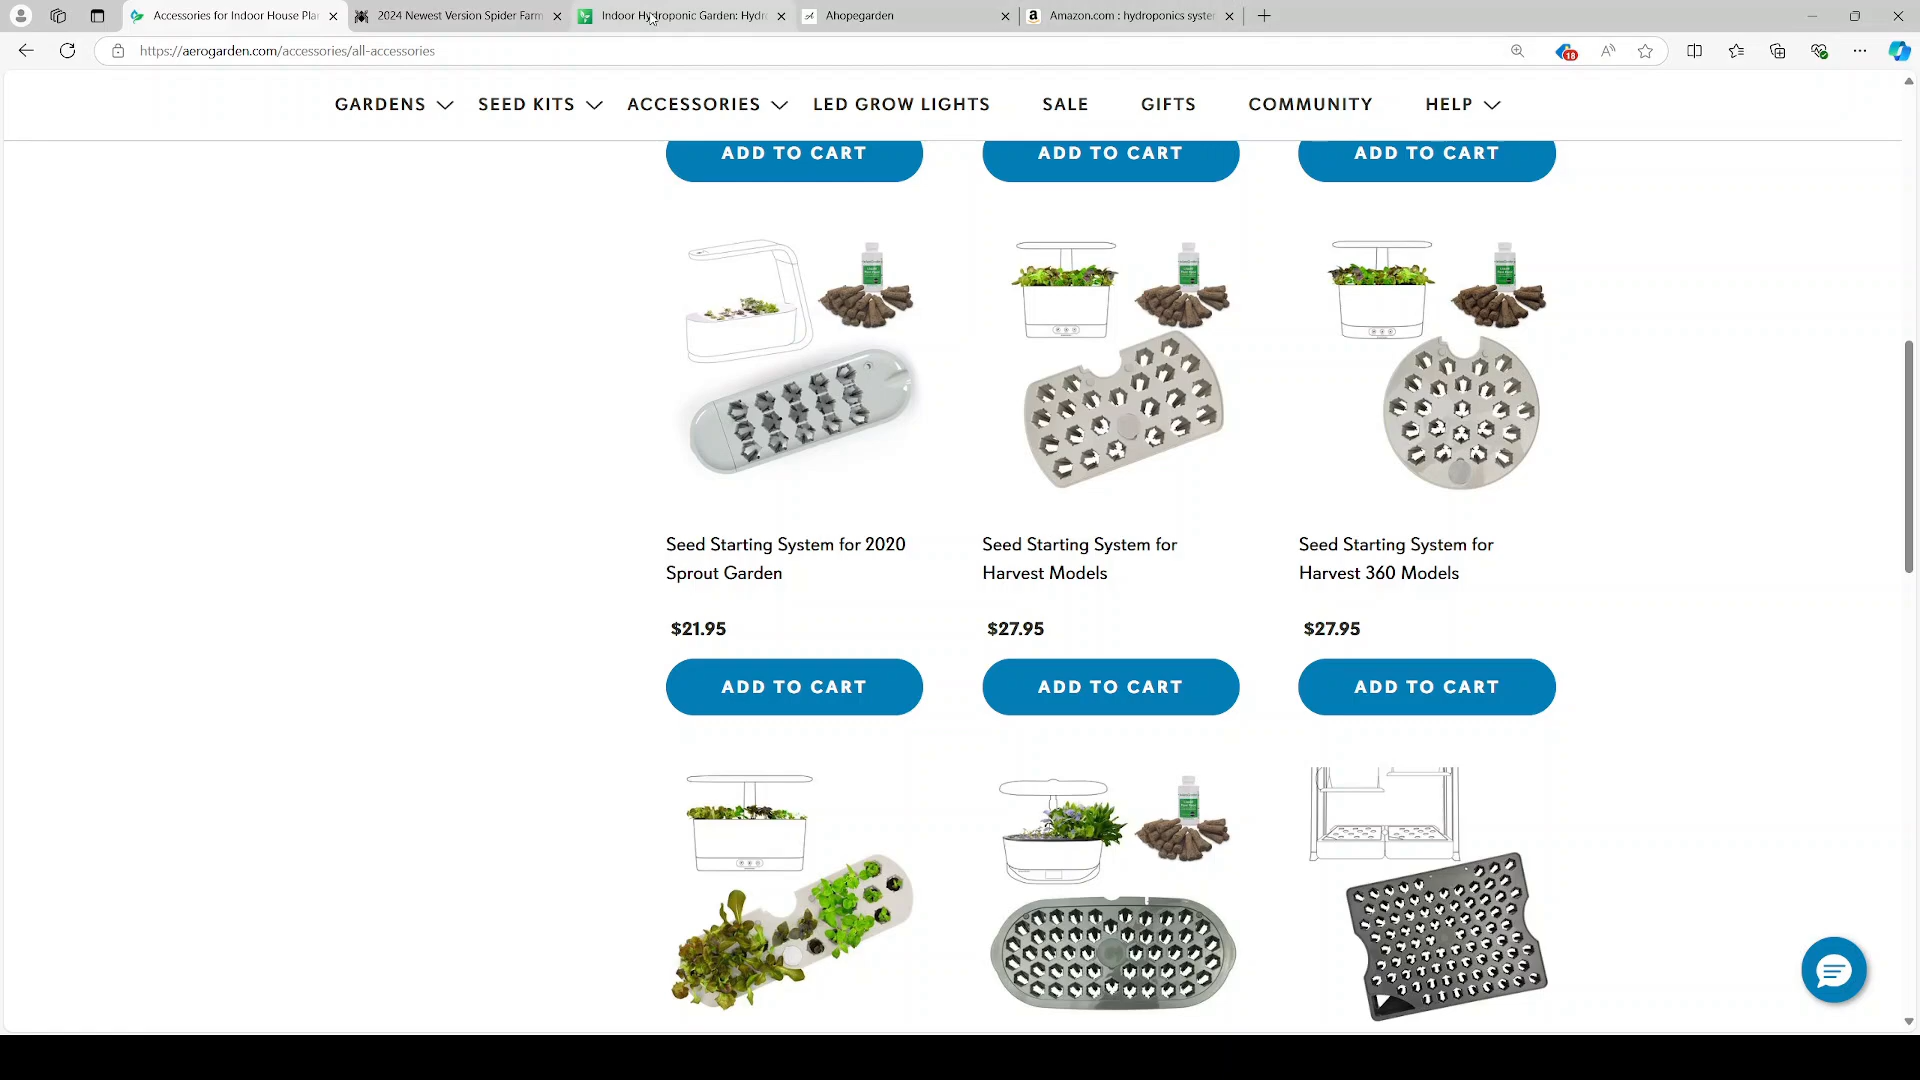 Accessories for Indoor House Plan
2024 Newest Version Spider Farm
Indoor Hydroponic Garden: Hydro
Ahopegarden
Amazon.com : hydroponics system
https://aerogarden.com/accessories/all-accessories
18
GARDENS SEED KITS ACCESSORIES LED GROW LIGHTS SALE GIFTS COMMUNITY HELP
ADD TO CART ADD TO CART ADD TO CART
Seed Starting System for 2020
Sprout Garden
Seed Starting System for
Harvest Models
Seed Starting System for
Harvest 360 Models
$21.95 $27.95 $27.95
ADD TO CART ADD TO CART ADD TO CART